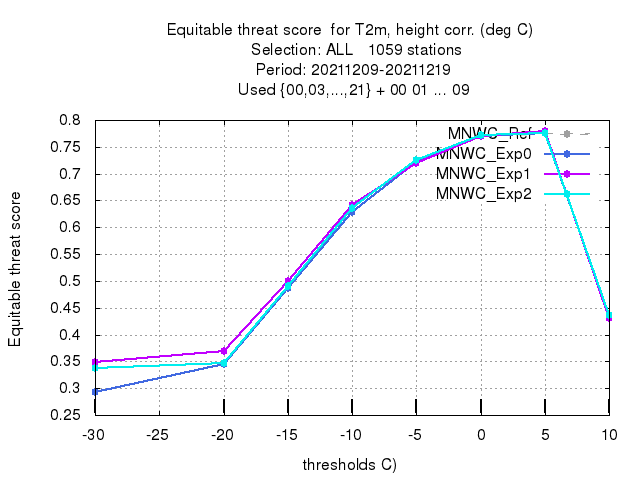 Equitable threat score  for T2m, height corr. (deg C)
Selection: ALL   1059 stations
Period: 20211209-20211219
Used {00,03,...,21} + 00 01 ... 09
Equitable threat score
0.8
0.75
0.7
0.65
0.6
0.55
0.5
0.45
0.4
0.35
0.3
0.25
MNWC_Ref
MNWC_Exp0
MNWC_Exp1
MNWC_Exp2
-30 -25 -20 -15 -10 -5 0 5 10
thresholds C)